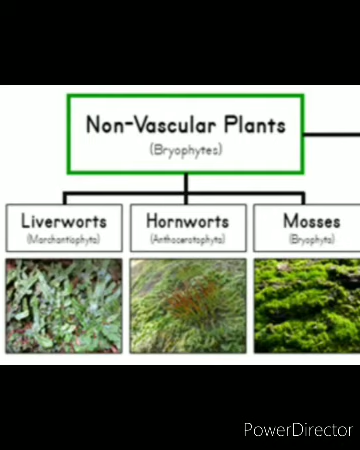 Non-Vascular Plants
(Bryophytes)
Liverworts
(Marchantiophyta)
Hornworts
(Anthocerotophyta)
Mosses
(Bryophyta)
PowerDirector